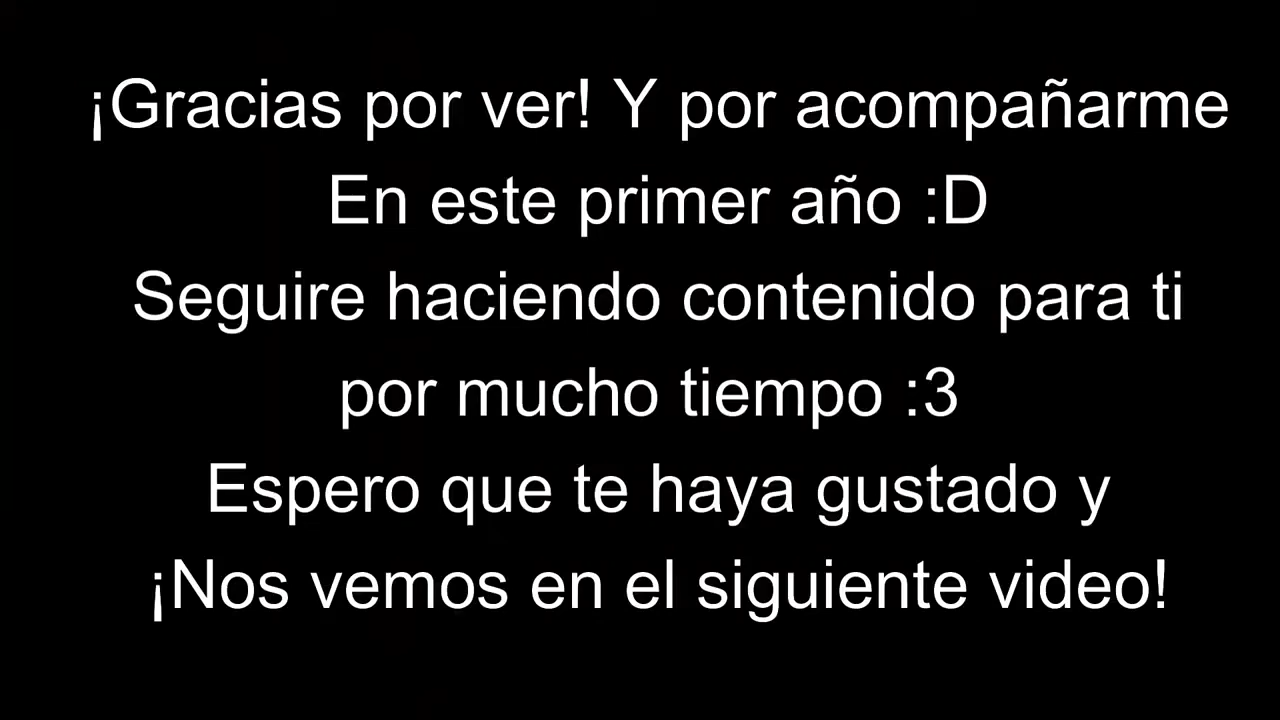 ¡Gracias por ver! Y por acompañarme
En este primer año :D
Seguire haciendo contenido para ti
por mucho tiempo :3
Espero que te haya gustado y
¡Nos vemos en el siguiente video!